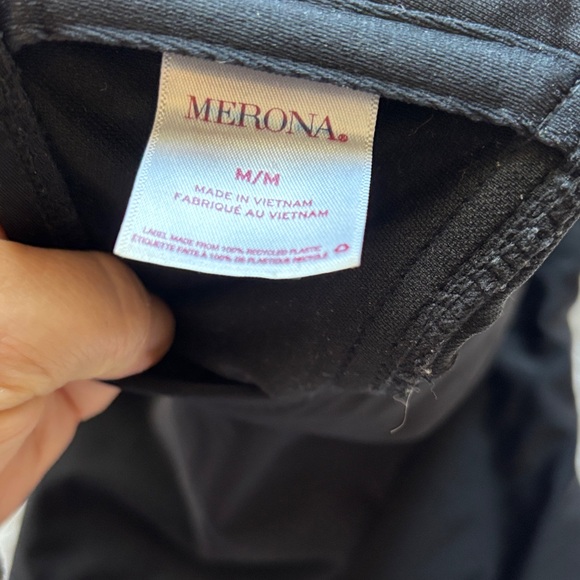 MERONA®
M/M
MADE IN VIETNAM
FABRIQUÉ AU VIETNAM
LABEL MADE FROM 100% RECYCLED PLASTIC
ÉTIQUETTE FAITE À 100% DE PLASTIQUE RECYCLÉ